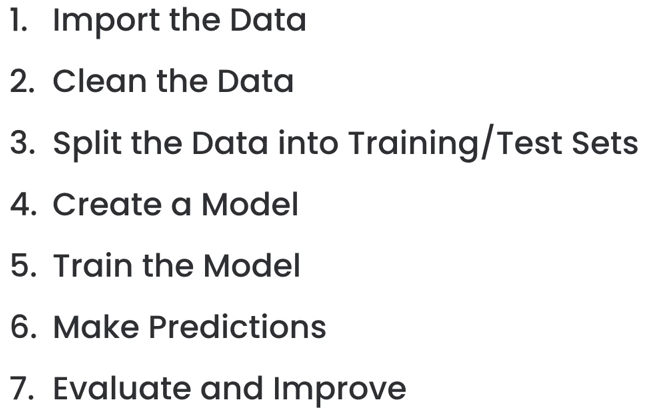 1. Import the Data
2. Clean the Data
3. Split the Data into Training/Test Sets
4. Create a Model
5. Train the Model
6. Make Predictions
7. Evaluate and Improve